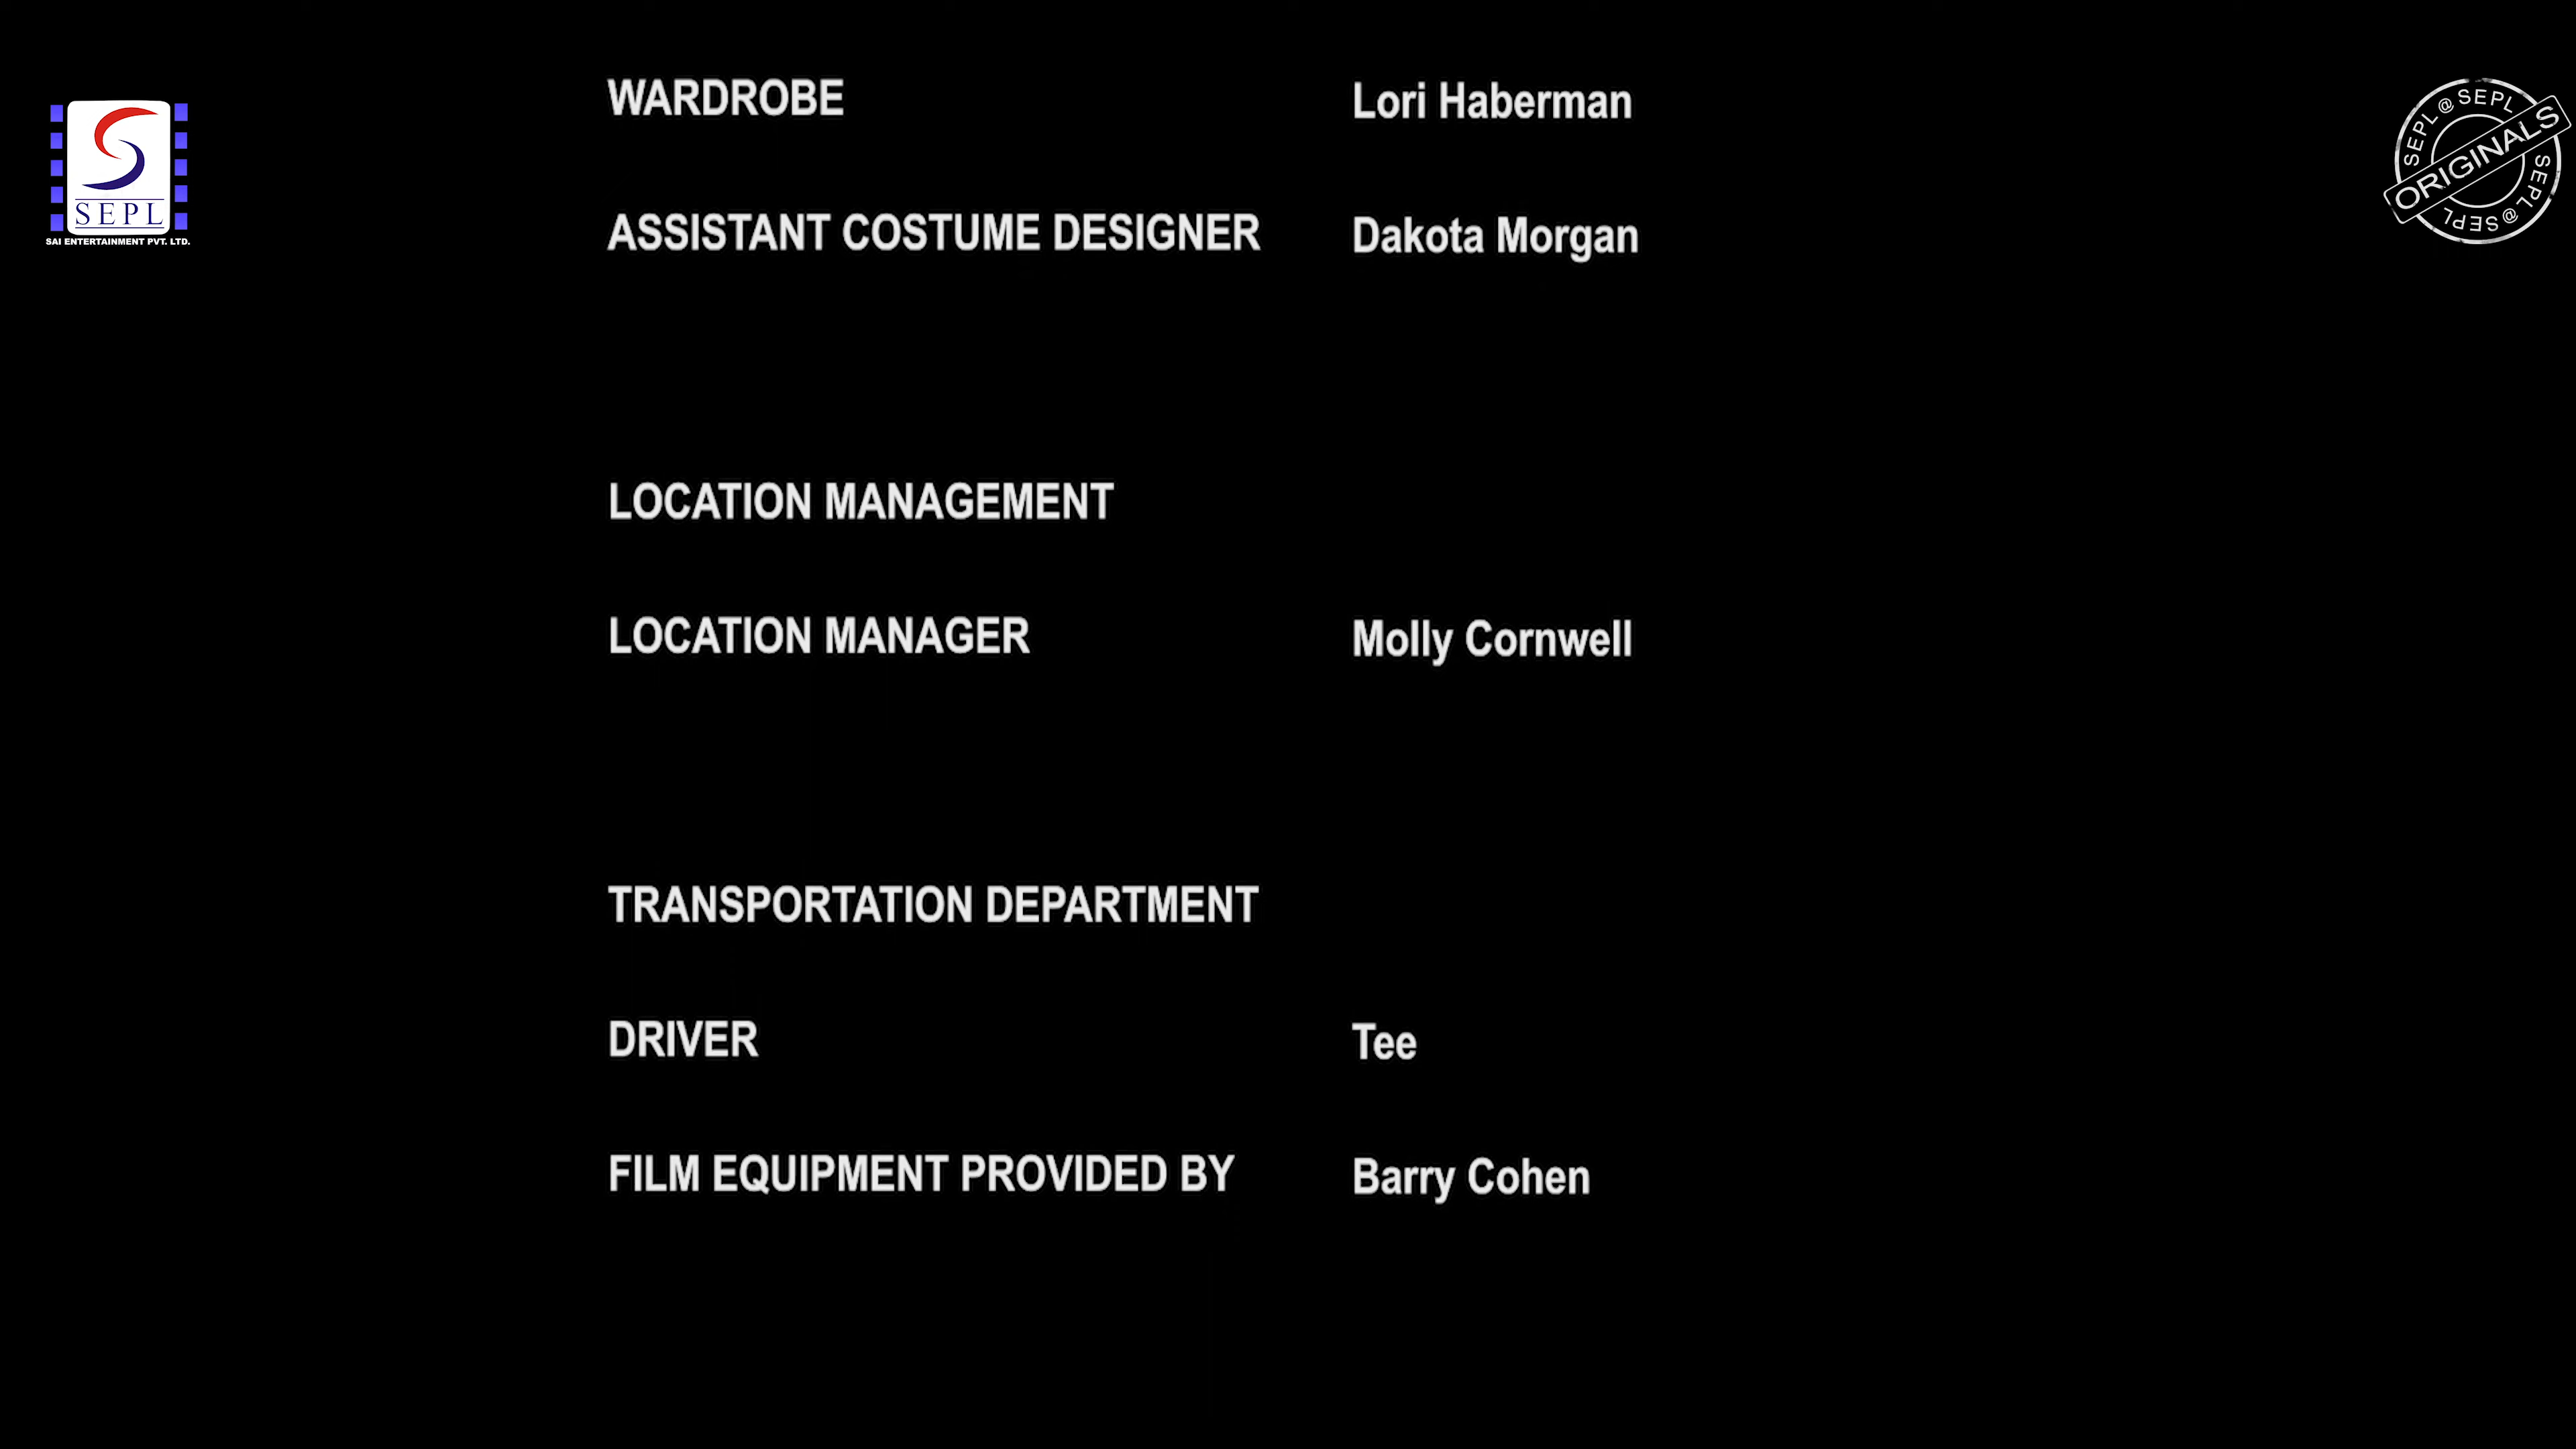 WARDROBE Lori Haberman
ASSISTANT COSTUME DESIGNER Dakota Morgan
LOCATION MANAGEMENT
LOCATION MANAGER Molly Cornwell
TRANSPORTATION DEPARTMENT
DRIVER Tee
FILM EQUIPMENT PROVIDED BY Barry Cohen
SEPL
SAI ENTERTAINMENT PVT. LTD.
SEPL@SEPL
ORIGINALS
SEPL@SEPL